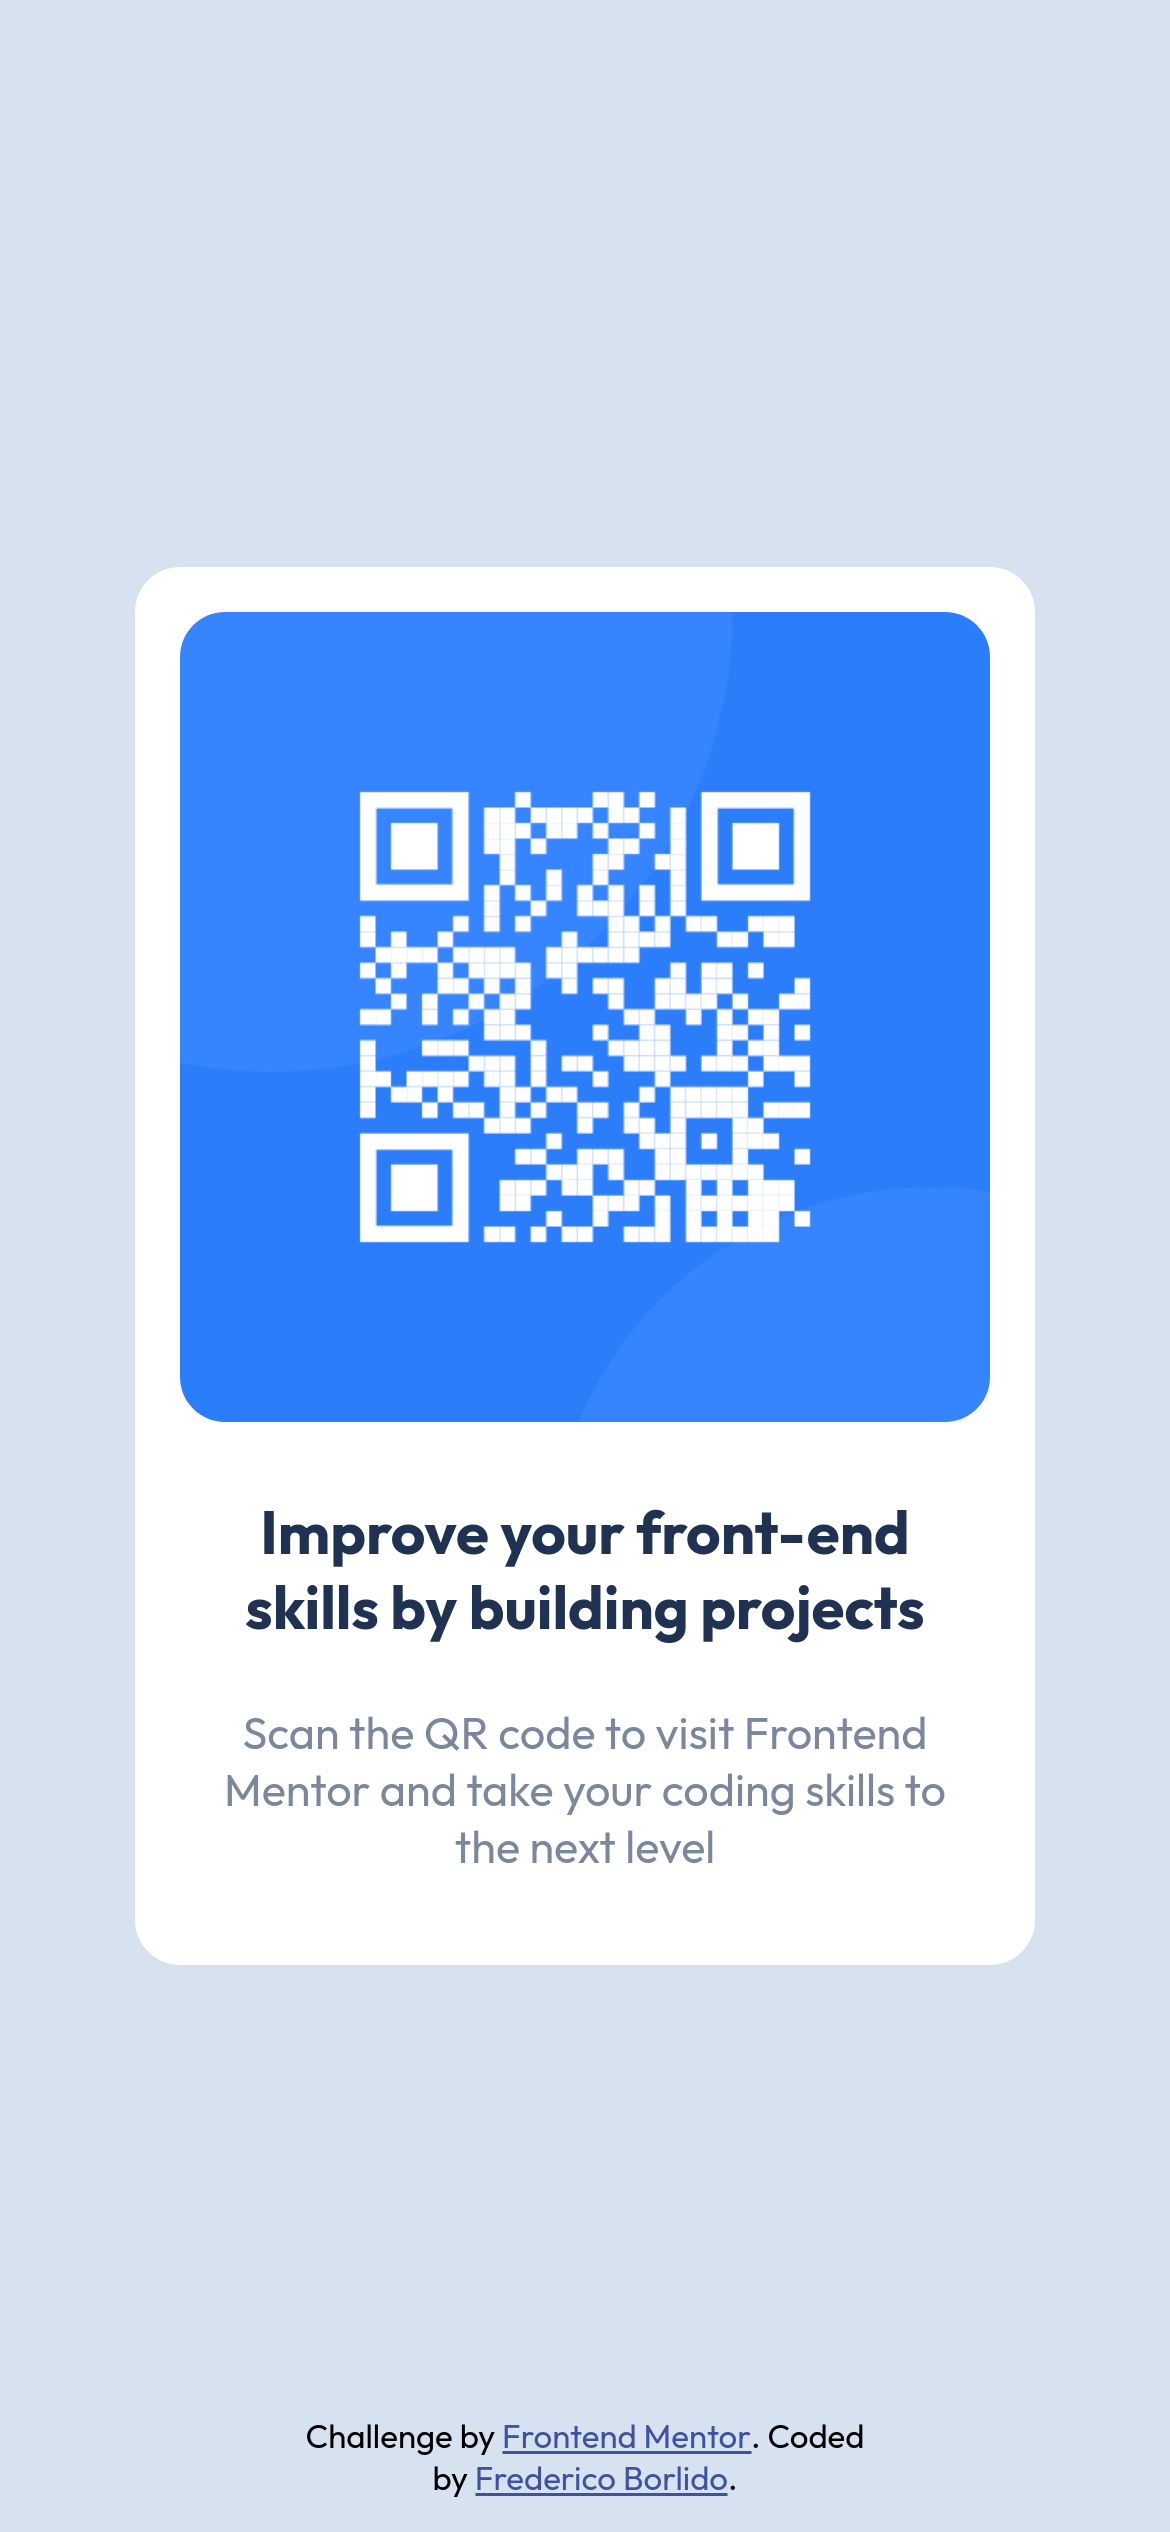 Improve your front-end
skills by building projects
Scan the QR code to visit Frontend
Mentor and take your coding skills to
the next level
Challenge by Frontend Mentor. Coded
by Frederico Borlido.